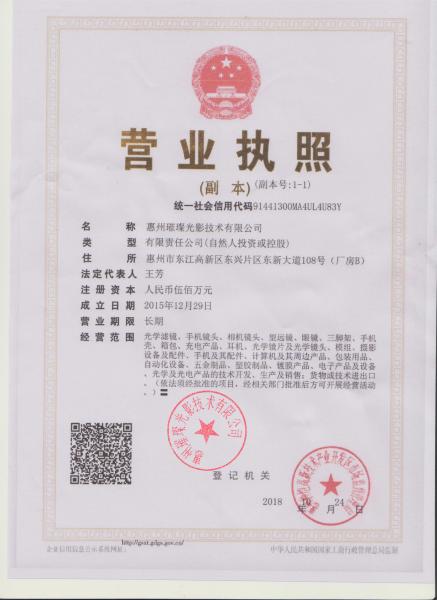 营业执照
(副 本)(副本号:1-1)
统一社会信用代码91441300MA4UL4U83Y
名 称 惠州璀璨光影技术有限公司
类 型 有限责任公司(自然人投资或控股)
住 所 惠州市东江高新区东兴片区东新大道108号（厂房B）
法定代表人 王芳
注册资本 人民币伍佰万元
成立日期 2015年12月29日
营业期限 长期
经营范围 光学滤镜、手机镜头、相机镜头、望远镜、眼镜、三脚架、手机
壳、箱包、充电产品、耳机、光学镜片及光学镜头、模组、摄影
设备及配件、手机及其配件、计算机及其周边产品、包装用品、
自动化设备、五金制品、塑胶制品、镀膜产品、电子产品及设备
、光学及光电产品的技术开发、生产及销售；货物或技术进出口
。（依法须经批准的项目，经相关部门批准后方可开展经营活动
。）
惠州璀璨光影技术有限公司
登记机关
2018 10 24
年 月 日
http://gsxt.gdgs.gov.cn/
企业信用信息公示系统网址：
中华人民共和国国家工商行政管理总局监制